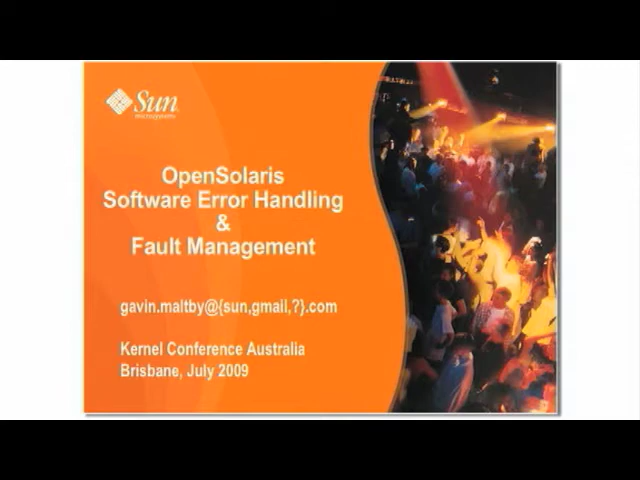 Sun
microsystems
OpenSolaris
Software Error Handling
&
Fault Management
gavin.maltby@{sun,gmail,?}.com
Kernel Conference Australia
Brisbane, July 2009